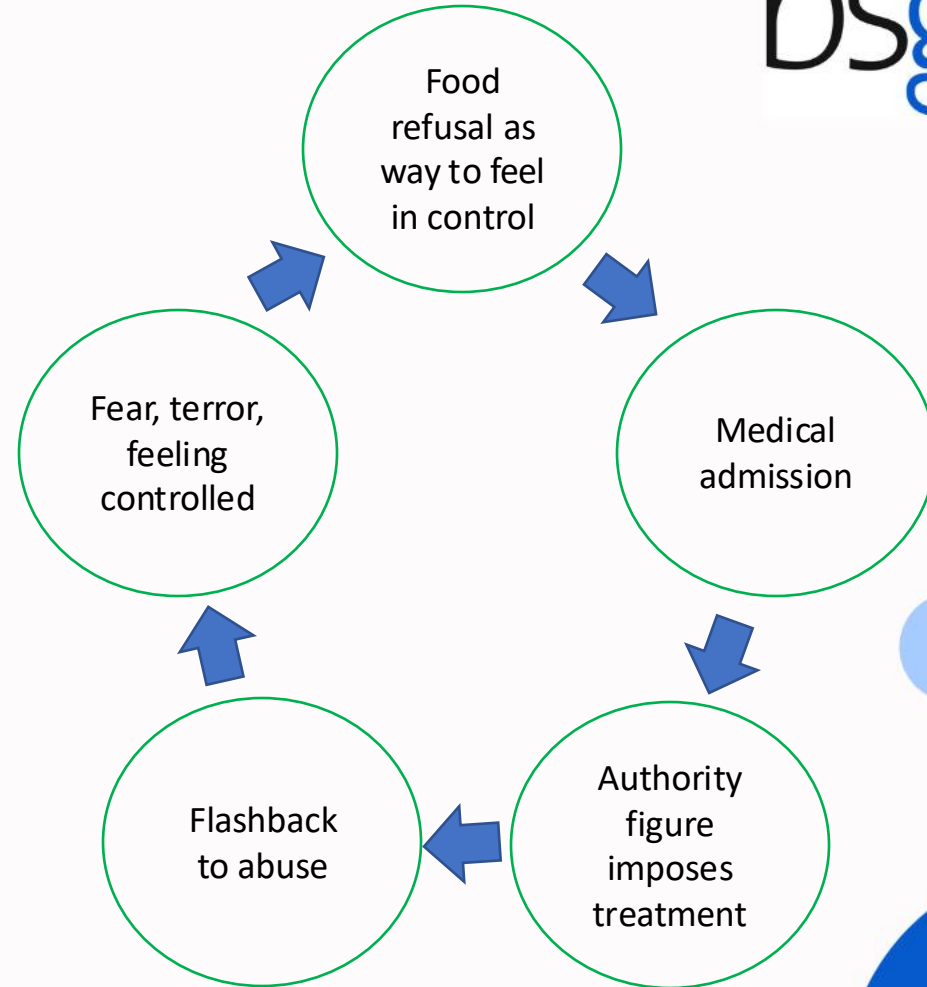 Food
refusal as
way to feel
in control
Medical
admission
Authority
figure
imposes
treatment
Flashback
to abuse
Fear, terror,
feeling
controlled